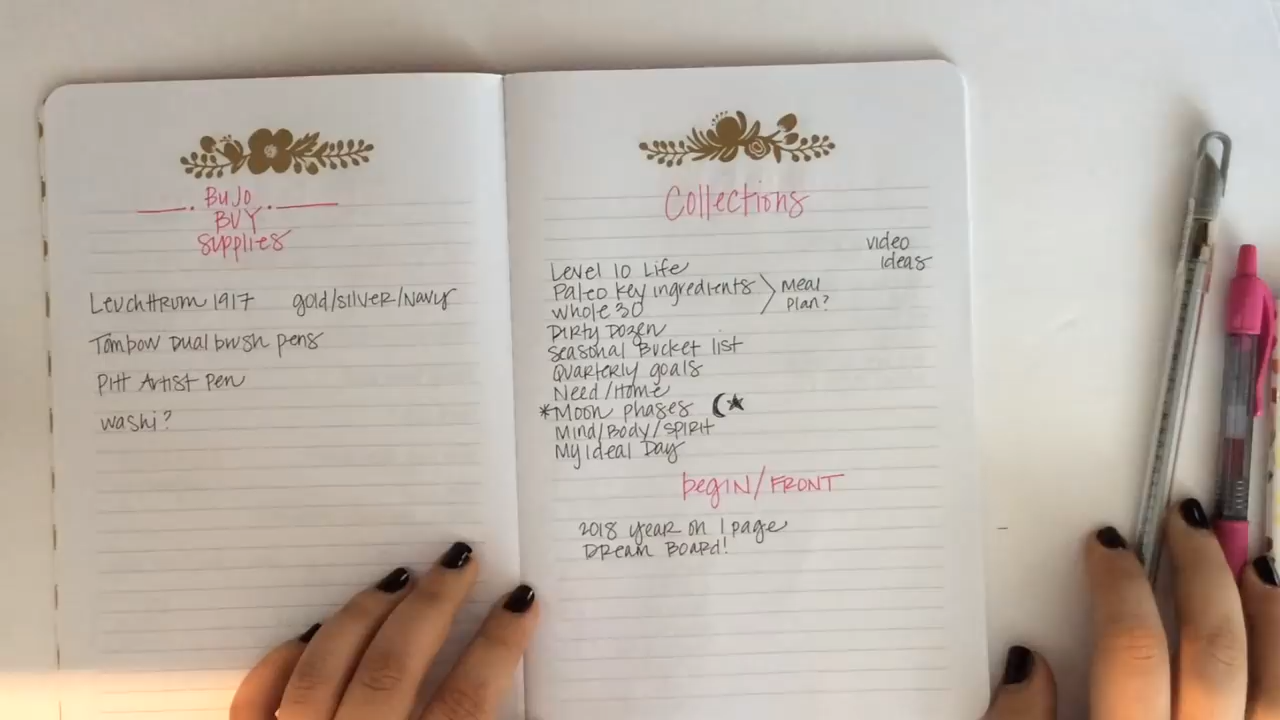 BuJo
BUY
supplies
Leuchtturm 1917 gold/silver/Navy
Tombow Dual brush pens
Pitt Artist Pen
washi?
Collections
video
ideas
Level 10 Life
Paleo key ingredients
Meal
Plan?
Whole 30
Dirty Dozen
Seasonal Bucket list
Quarterly goals
Need/Home
*Moon phases
Mind/Body/Spirit
My Ideal Day
begin/FRONT
2018 year on 1 page
Dream Board!